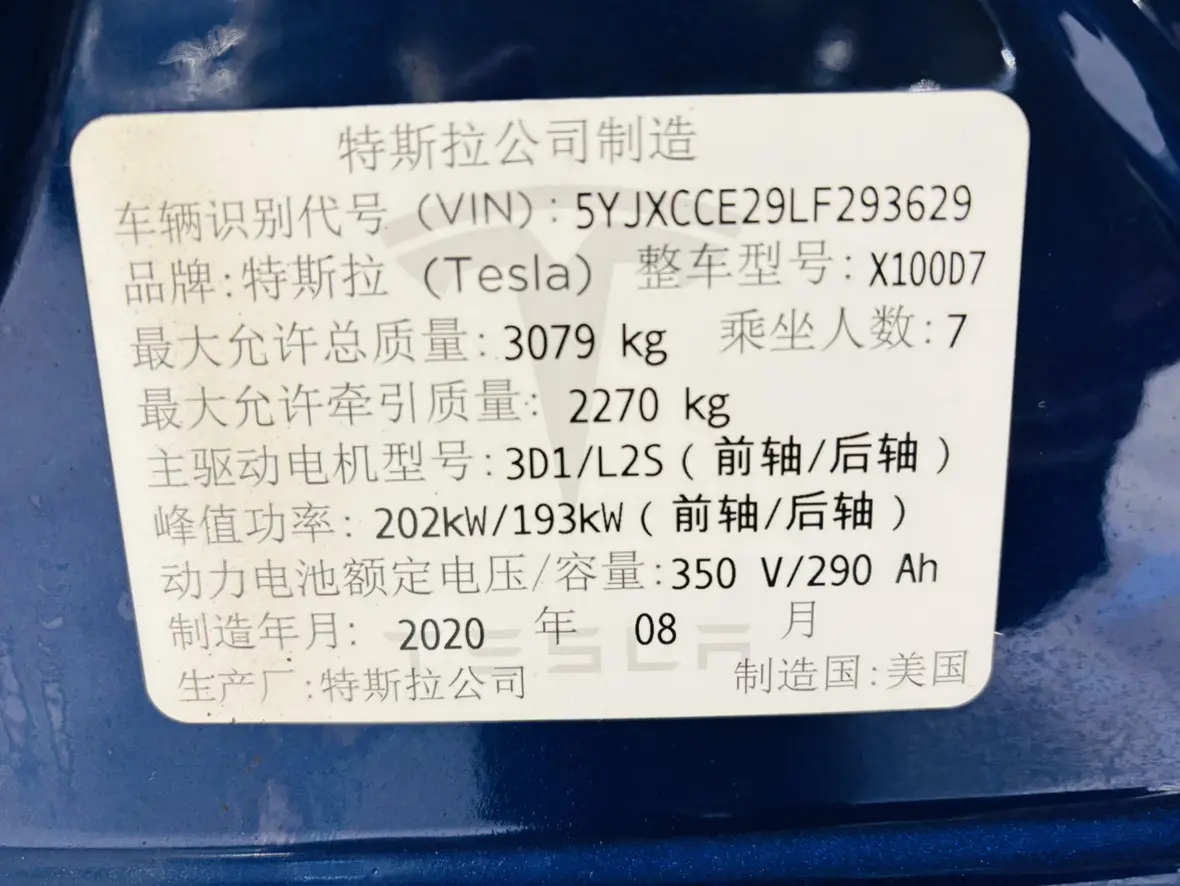 特斯拉公司制造
车辆识别代号 (VIN): 5YJXCCE29LF293629
品牌:特斯拉 (Tesla) 整车型号: X100D7
最大允许总质量: 3079 kg 乘坐人数: 7
最大允许牵引质量: 2270 kg
主驱动电机型号: 3D1/L2S ( 前轴/后轴 )
峰值功率: 202kW/193kW ( 前轴/后轴 )
动力电池额定电压/容量: 350 V/290 Ah
制造年月: 2020 年 08 月
TESLA
生产厂:特斯拉公司 制造国:美国